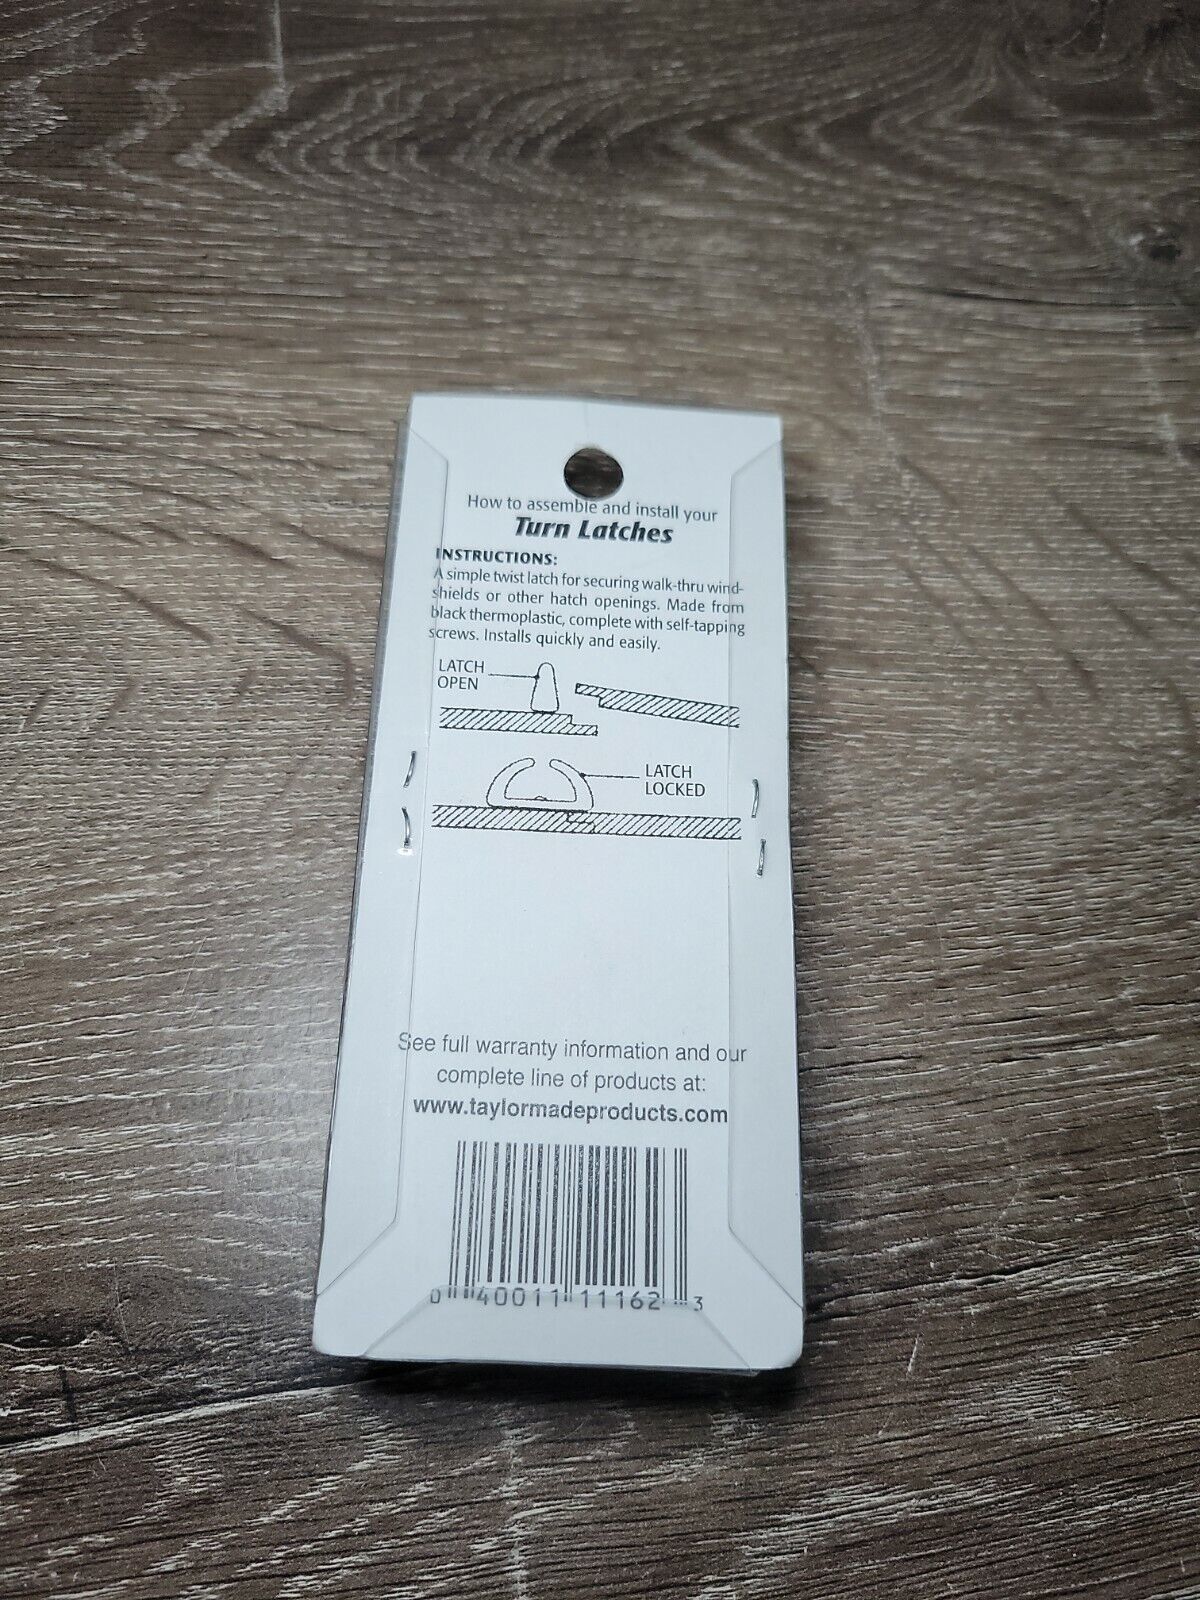 How to assemble and install your
Turn Latches
INSTRUCTIONS:
A simple twist latch for securing walk-thru wind-
shields or other hatch openings. Made from
black thermoplastic, complete with self-tapping
screws. Installs quickly and easily.
LATCH
OPEN
LATCH
LOCKED
See full warranty information and our
complete line of products at:
www.taylormadeproducts.com
0 40011 11162 3